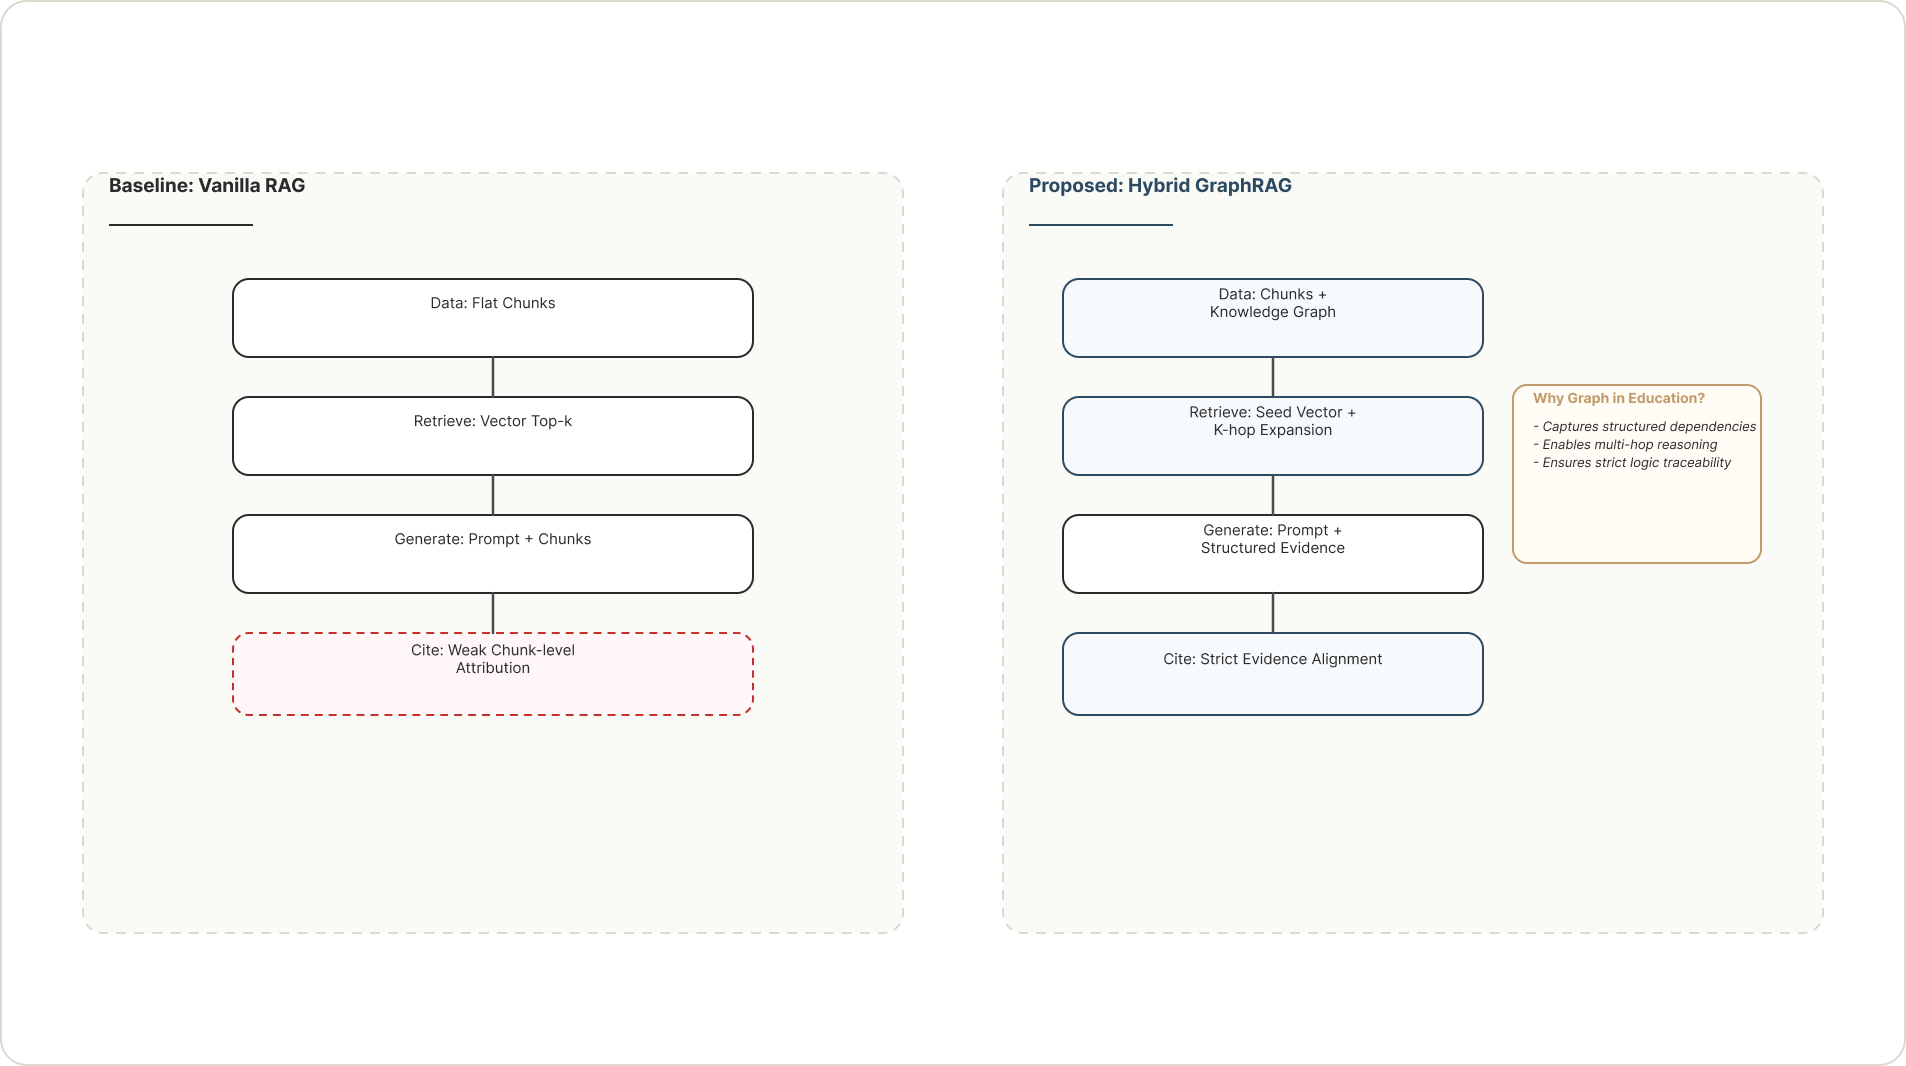 Baseline: Vanilla RAG
Data: Flat Chunks
Retrieve: Vector Top-k
Generate: Prompt + Chunks
Cite: Weak Chunk-level
Attribution
Proposed: Hybrid GraphRAG
Data: Chunks +
Knowledge Graph
Retrieve: Seed Vector +
K-hop Expansion
Generate: Prompt +
Structured Evidence
Cite: Strict Evidence Alignment
Why Graph in Education?
- Captures structured dependencies
- Enables multi-hop reasoning
- Ensures strict logic traceability